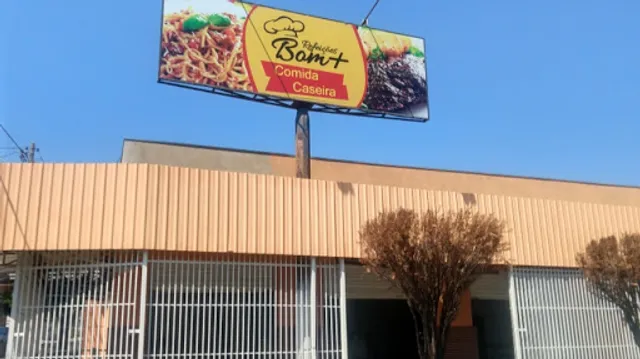 Refeições
Bom+
Comida
Caseira